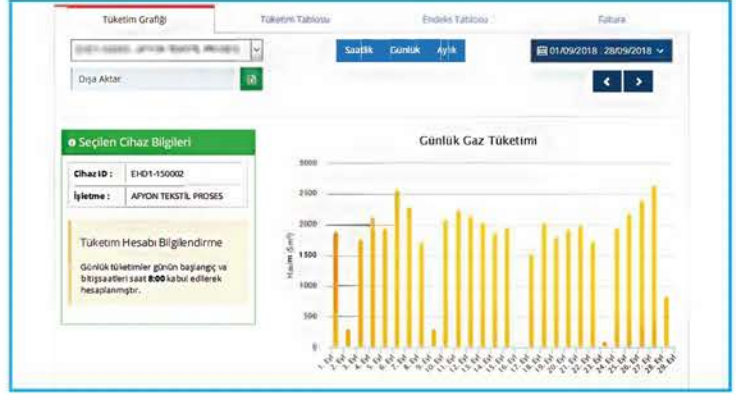 Tüketim Grafiği
Tüketim Tablosu
Endeks Tablosu
Fatura
Saatlik Günlük Aylık
01/09/2018 28/09/2018
Dışa Aktar
Seçilen Cihaz Bilgileri
Cihaz ID : EHD1-150002
İşletme : AFYON TEKSTİL PROSES
Tüketim Hesabı Bilgilendirme
Günlük tüketimler günün başlangıç ve
bitişsaatleri saat 8:00 kabul edilerek
hesaplanmıştır.
Günlük Gaz Tüketimi
3000
2500
2000
1500
1000
500
0
1. Eyl 2. Eyl 3. Eyl 4. Eyl 5. Eyl 6. Eyl 7. Eyl 8. Eyl 9. Eyl 10. Eyl 11. Eyl 12. Eyl 13. Eyl 14. Eyl 15. Eyl 16. Eyl 17. Eyl 18. Eyl 19. Eyl 20. Eyl 21. Eyl 22. Eyl 23. Eyl 24. Eyl 25. Eyl 26. Eyl 27. Eyl 28. Eyl 29. Eyl